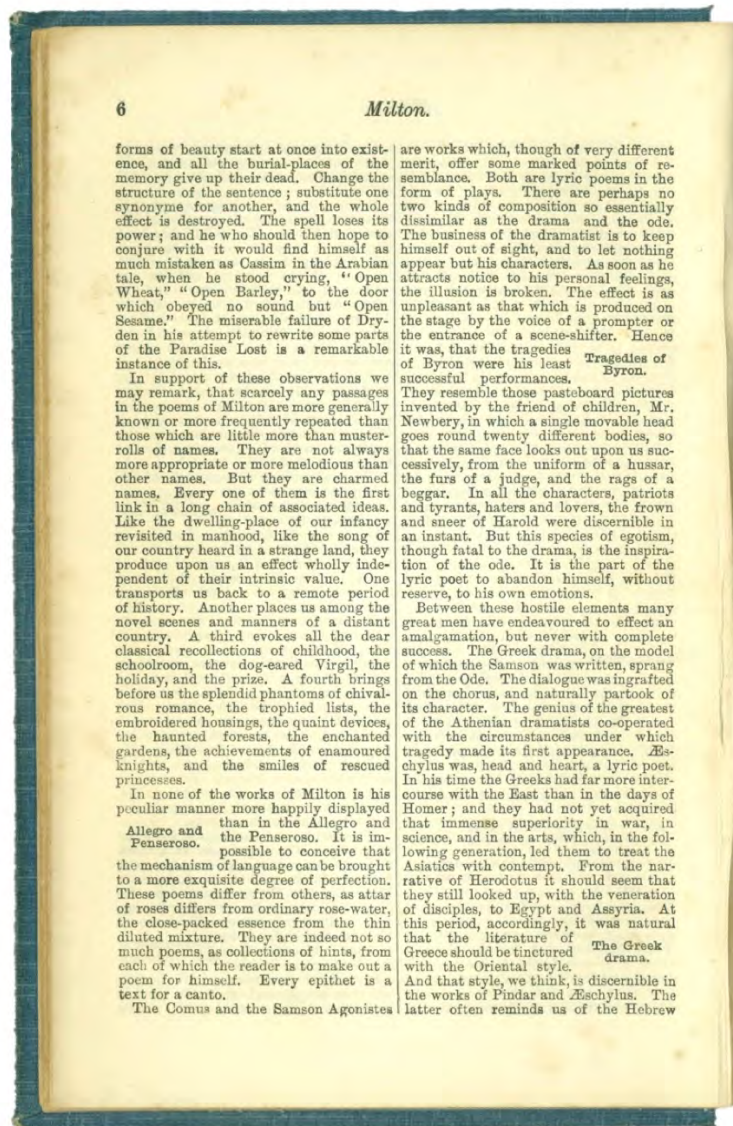 6
Milton.
forms of beauty start at once into exist-
ence, and all the burial-places of the
memory give up their dead. Change the
structure of the sentence ; substitute one
synonyme for another, and the whole
effect is destroyed. The spell loses its
power ; and he who should then hope to
conjure with it would find himself as
much mistaken as Cassim in the Arabian
tale, when he stood crying, “ Open
Wheat,” “ Open Barley,” to the door
which obeyed no sound but “ Open
Sesame.” The miserable failure of Dry-
den in his attempt to rewrite some parts
of the Paradise Lost is a remarkable
instance of this.
In support of these observations we
may remark, that scarcely any passages
in the poems of Milton are more generally
known or more frequently repeated than
those which are little more than muster-
rolls of names. They are not always
more appropriate or more melodious than
other names. But they are charmed
names. Every one of them is the first
link in a long chain of associated ideas.
Like the dwelling-place of our infancy
revisited in manhood, like the song of
our country heard in a strange land, they
produce upon us an effect wholly inde-
pendent of their intrinsic value. One
transports us back to a remote period
of history. Another places us among the
novel scenes and manners of a distant
country. A third evokes all the dear
classical recollections of childhood, the
schoolroom, the dog-eared Virgil, the
holiday, and the prize. A fourth brings
before us the splendid phantoms of chival-
rous romance, the trophied lists, the
embroidered housings, the quaint devices,
the haunted forests, the enchanted
gardens, the achievements of enamoured
knights, and the smiles of rescued
princesses.
In none of the works of Milton is his
peculiar manner more happily displayed
Allegro and
Penseroso.
than in the Allegro and
the Penseroso. It is im-
possible to conceive that
the mechanism of language can be brought
to a more exquisite degree of perfection.
These poems differ from others, as attar
of roses differs from ordinary rose-water,
the close-packed essence from the thin
diluted mixture. They are indeed not so
much poems, as collections of hints, from
each of which the reader is to make out a
poem for himself. Every epithet is a
text for a canto.
The Comus and the Samson Agonistes
are works which, though of very different
merit, offer some marked points of re-
semblance. Both are lyric poems in the
form of plays. There are perhaps no
two kinds of composition so essentially
dissimilar as the drama and the ode.
The business of the dramatist is to keep
himself out of sight, and to let nothing
appear but his characters. As soon as he
attracts notice to his personal feelings,
the illusion is broken. The effect is as
unpleasant as that which is produced on
the stage by the voice of a prompter or
the entrance of a scene-shifter. Hence
it was, that the tragedies
of Byron were his least
successful performances.
Tragedies of
Byron.
They resemble those pasteboard pictures
invented by the friend of children, Mr.
Newbery, in which a single movable head
goes round twenty different bodies, so
that the same face looks out upon us suc-
cessively, from the uniform of a hussar,
the furs of a judge, and the rags of a
beggar. In all the characters, patriots
and tyrants, haters and lovers, the frown
and sneer of Harold were discernible in
an instant. But this species of egotism,
though fatal to the drama, is the inspira-
tion of the ode. It is the part of the
lyric poet to abandon himself, without
reserve, to his own emotions.
Between these hostile elements many
great men have endeavoured to effect an
amalgamation, but never with complete
success. The Greek drama, on the model
of which the Samson was written, sprang
from the Ode. The dialogue was ingrafted
on the chorus, and naturally partook of
its character. The genius of the greatest
of the Athenian dramatists co-operated
with the circumstances under which
tragedy made its first appearance. Æs-
chylus was, head and heart, a lyric poet.
In his time the Greeks had far more inter-
course with the East than in the days of
Homer ; and they had not yet acquired
that immense superiority in war, in
science, and in the arts, which, in the fol-
lowing generation, led them to treat the
Asiatics with contempt. From the nar-
rative of Herodotus it should seem that
they still looked up, with the veneration
of disciples, to Egypt and Assyria. At
this period, accordingly, it was natural
that the literature of
Greece should be tinctured
with the Oriental style.
The Greek
drama.
And that style, we think, is discernible in
the works of Pindar and Æschylus. The
latter often reminds us of the Hebrew